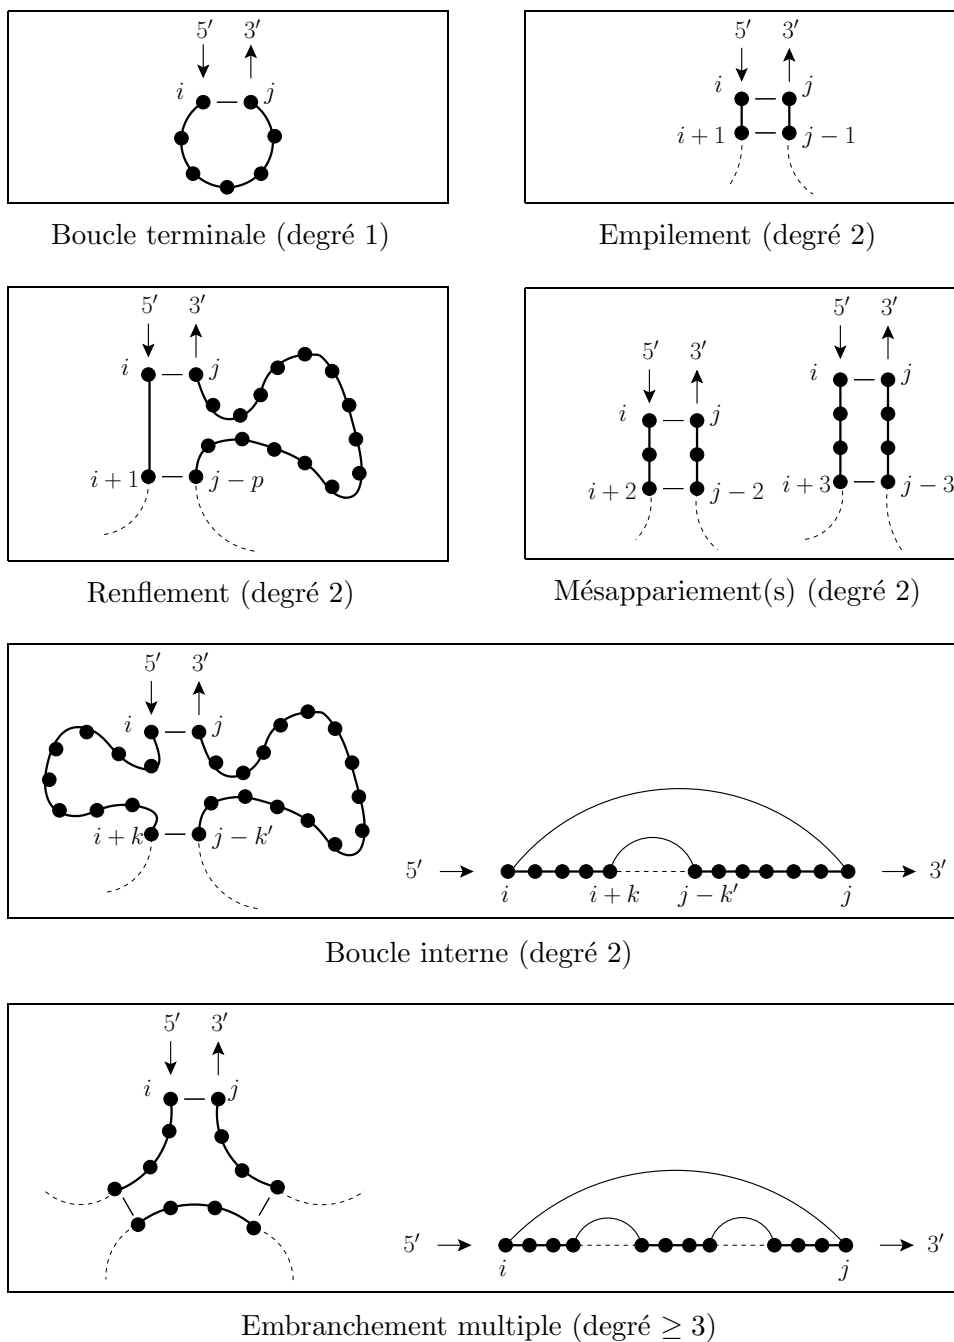 5′ 3′
i j
Boucle terminale (degré 1)
5′ 3′
i j
i + 1 j − 1
Empilement (degré 2)
5′ 3′
i j
i + 1 j − p
Renflement (degré 2)
5′ 3′
i j
i + 2 j − 2
5′ 3′
i j
i + 3 j − 3
Mésappariement(s) (degré 2)
5′ 3′
i j
i + k j − k′
5′ 3′
i i + k j − k′ j
Boucle interne (degré 2)
5′ 3′
i j
5′ 3′
i j
Embranchement multiple (degré ≥ 3)